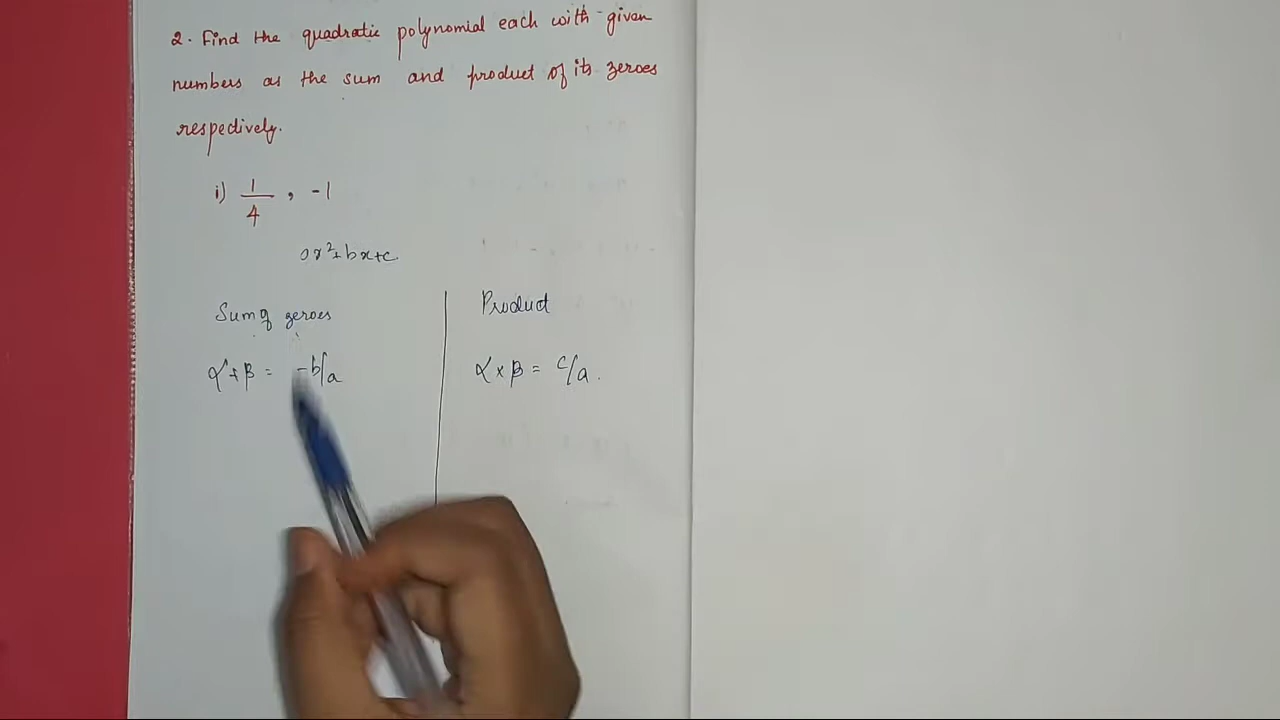 2. Find the quadratic polynomial each with given
numbers as the sum and product of its zeroes
respectively.
i) 1/4 , -1
ax²+bx+c.
Sum of zeroes
α+β = -b/a
Product
α×β = c/a.